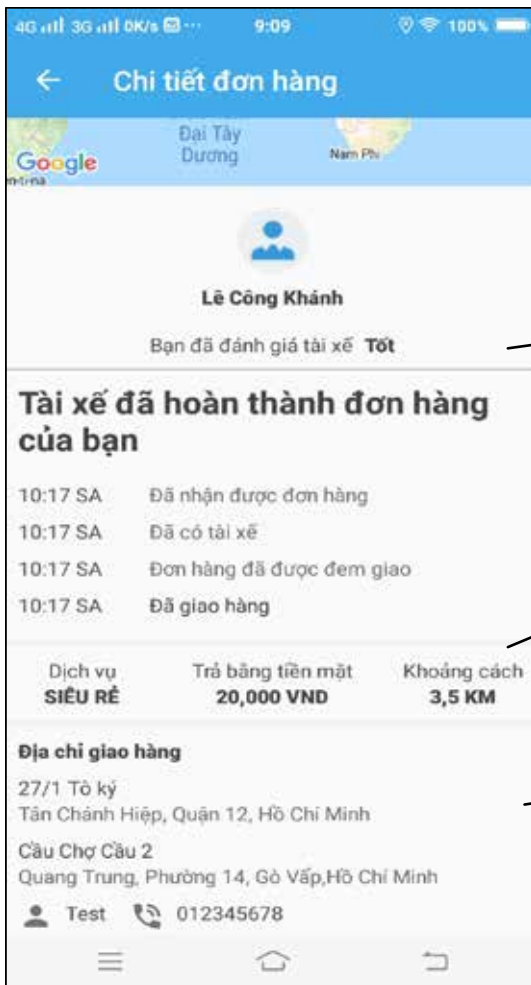 4G 3G 0K/s 9:09 100%
Chi tiết đơn hàng
Đại Tây
Dương
Nam Phi
Google
Lê Công Khánh
Bạn đã đánh giá tài xế Tốt
Tài xế đã hoàn thành đơn hàng
của bạn
10:17 SA Đã nhận được đơn hàng
10:17 SA Đã có tài xế
10:17 SA Đơn hàng đã được đem giao
10:17 SA Đã giao hàng
Dịch vụ Trả bằng tiền mặt Khoảng cách
SIÊU RẺ 20,000 VND 3,5 KM
Địa chỉ giao hàng
27/1 Tô ký
Tân Chánh Hiệp, Quận 12, Hồ Chí Minh
Cầu Chợ Cầu 2
Quang Trung, Phường 14, Gò Vấp,Hồ Chí Minh
Test 012345678